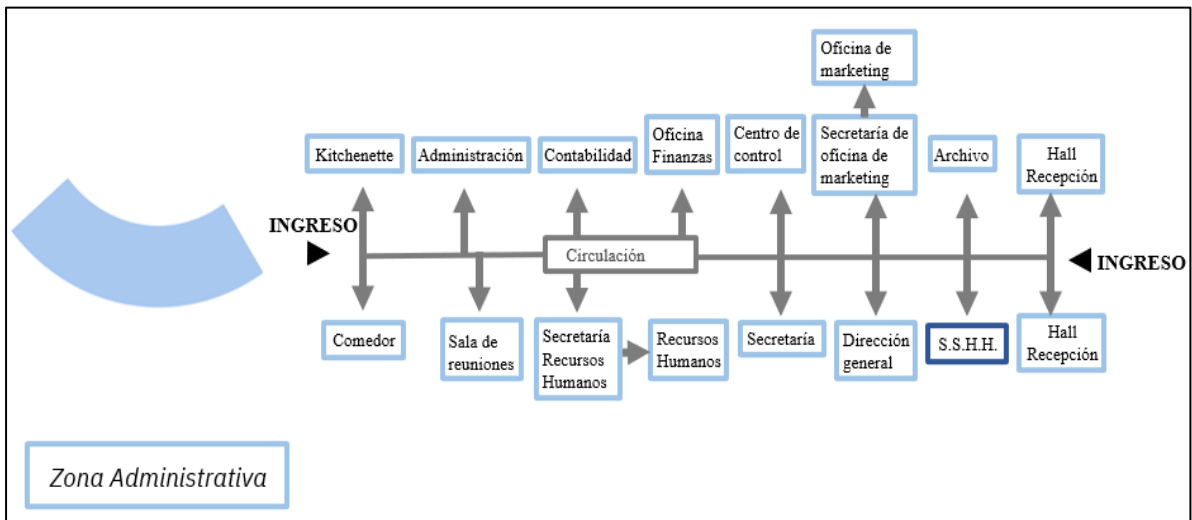 Oficina de
marketing
Kitchenette
Administración
Contabilidad
Oficina
Finanzas
Centro de
control
Secretaría de
oficina de
marketing
Archivo
Hall
Recepción
INGRESO
Circulación
INGRESO
Comedor
Sala de
reuniones
Secretaría
Recursos
Humanos
Recursos
Humanos
Secretaría
Dirección
general
S.S.H.H.
Hall
Recepción
Zona Administrativa